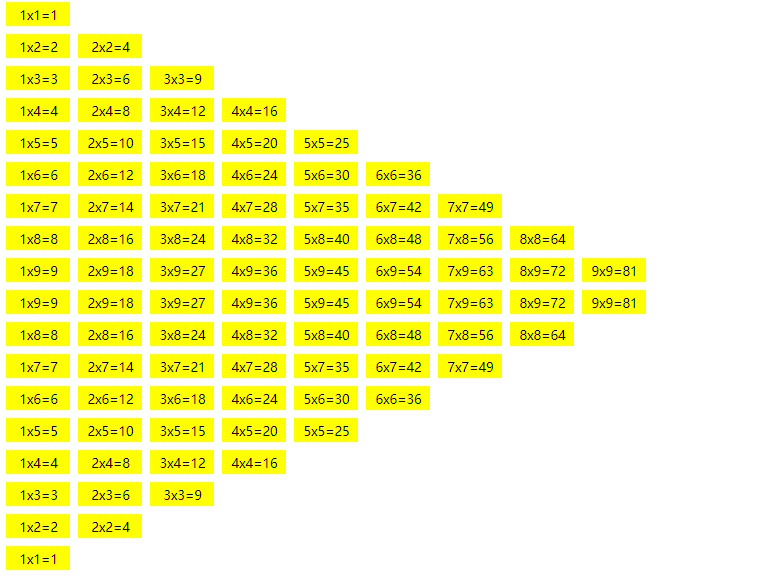 1x1=1
1x2=2 2x2=4
1x3=3 2x3=6 3x3=9
1x4=4 2x4=8 3x4=12 4x4=16
1x5=5 2x5=10 3x5=15 4x5=20 5x5=25
1x6=6 2x6=12 3x6=18 4x6=24 5x6=30 6x6=36
1x7=7 2x7=14 3x7=21 4x7=28 5x7=35 6x7=42 7x7=49
1x8=8 2x8=16 3x8=24 4x8=32 5x8=40 6x8=48 7x8=56 8x8=64
1x9=9 2x9=18 3x9=27 4x9=36 5x9=45 6x9=54 7x9=63 8x9=72 9x9=81
1x9=9 2x9=18 3x9=27 4x9=36 5x9=45 6x9=54 7x9=63 8x9=72 9x9=81
1x8=8 2x8=16 3x8=24 4x8=32 5x8=40 6x8=48 7x8=56 8x8=64
1x7=7 2x7=14 3x7=21 4x7=28 5x7=35 6x7=42 7x7=49
1x6=6 2x6=12 3x6=18 4x6=24 5x6=30 6x6=36
1x5=5 2x5=10 3x5=15 4x5=20 5x5=25
1x4=4 2x4=8 3x4=12 4x4=16
1x3=3 2x3=6 3x3=9
1x2=2 2x2=4
1x1=1